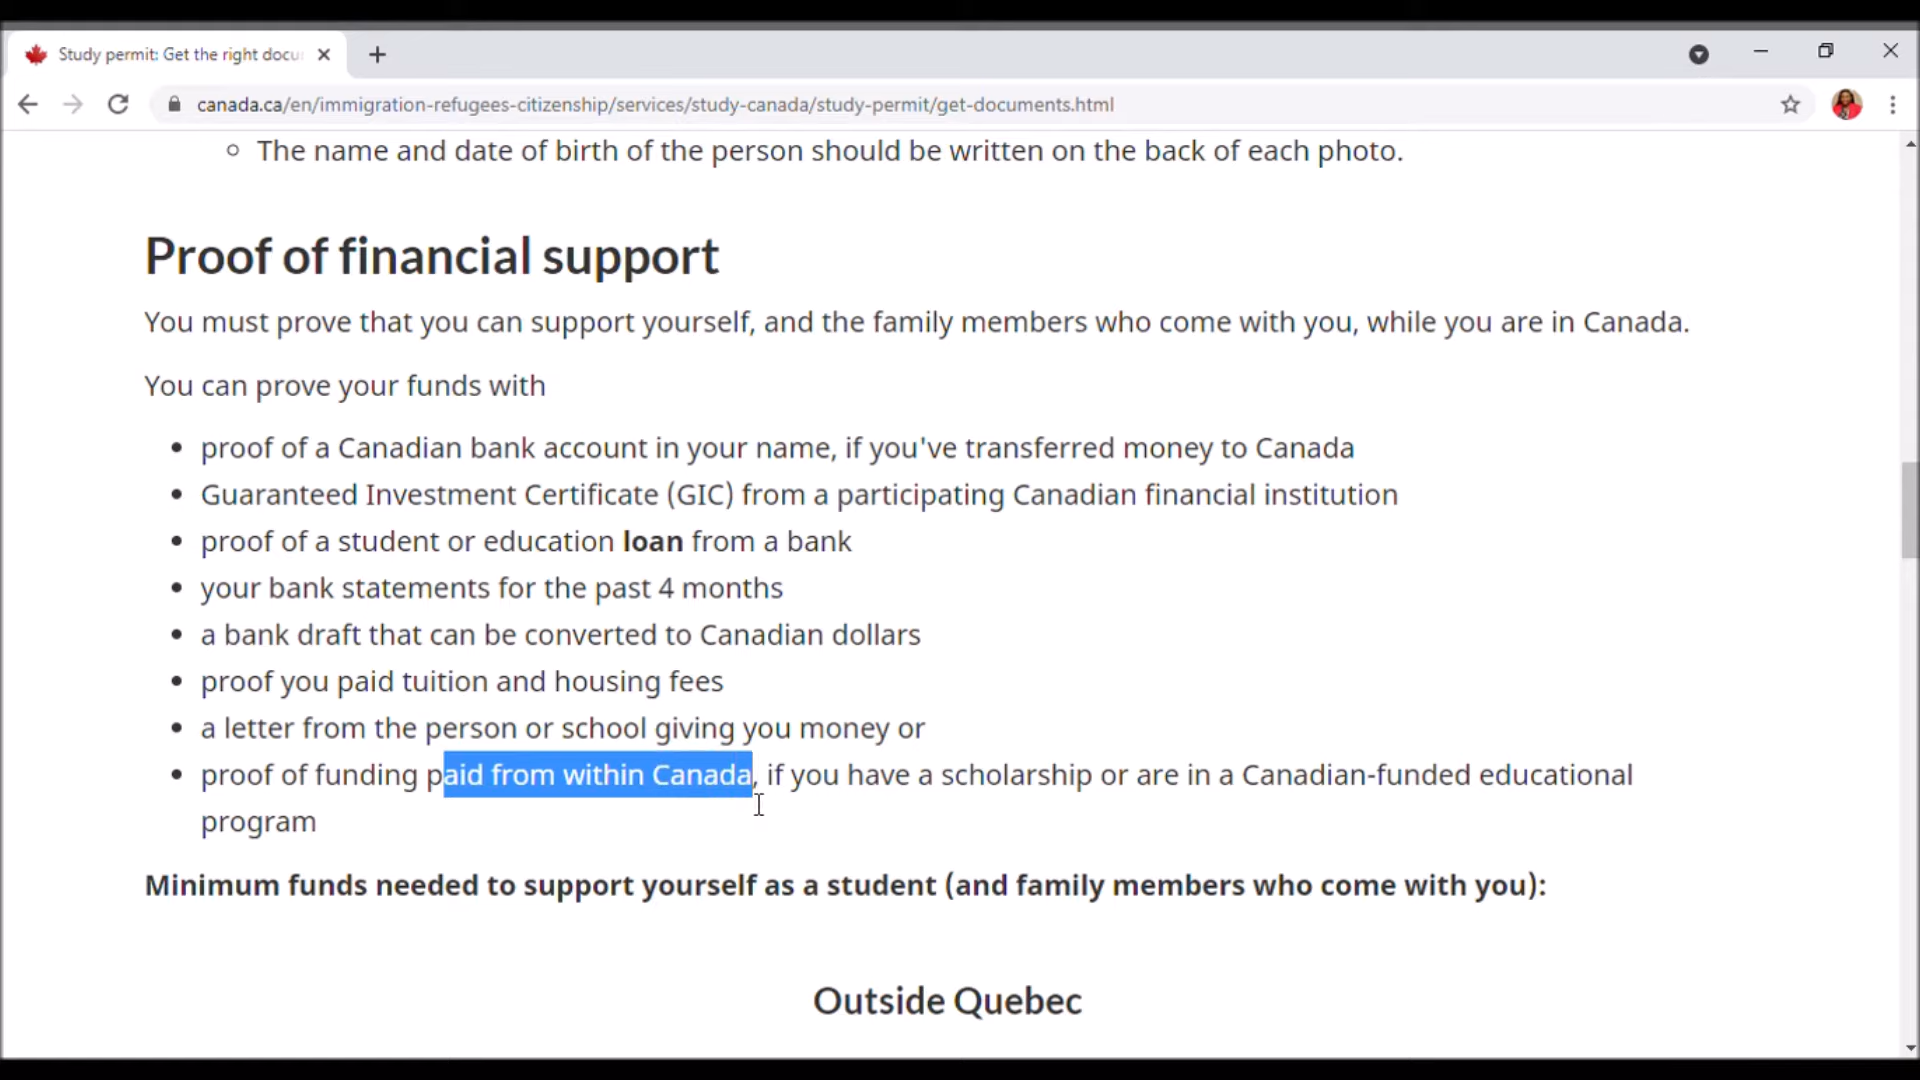 Study permit: Get the right docu
canada.ca/en/immigration-refugees-citizenship/services/study-canada/study-permit/get-documents.html
The name and date of birth of the person should be written on the back of each photo.
Proof of financial support
You must prove that you can support yourself, and the family members who come with you, while you are in Canada.
You can prove your funds with
proof of a Canadian bank account in your name, if you've transferred money to Canada
Guaranteed Investment Certificate (GIC) from a participating Canadian financial institution
proof of a student or education loan from a bank
your bank statements for the past 4 months
a bank draft that can be converted to Canadian dollars
proof you paid tuition and housing fees
a letter from the person or school giving you money or
proof of funding paid from within Canada, if you have a scholarship or are in a Canadian-funded educational
program
Minimum funds needed to support yourself as a student (and family members who come with you):
Outside Quebec